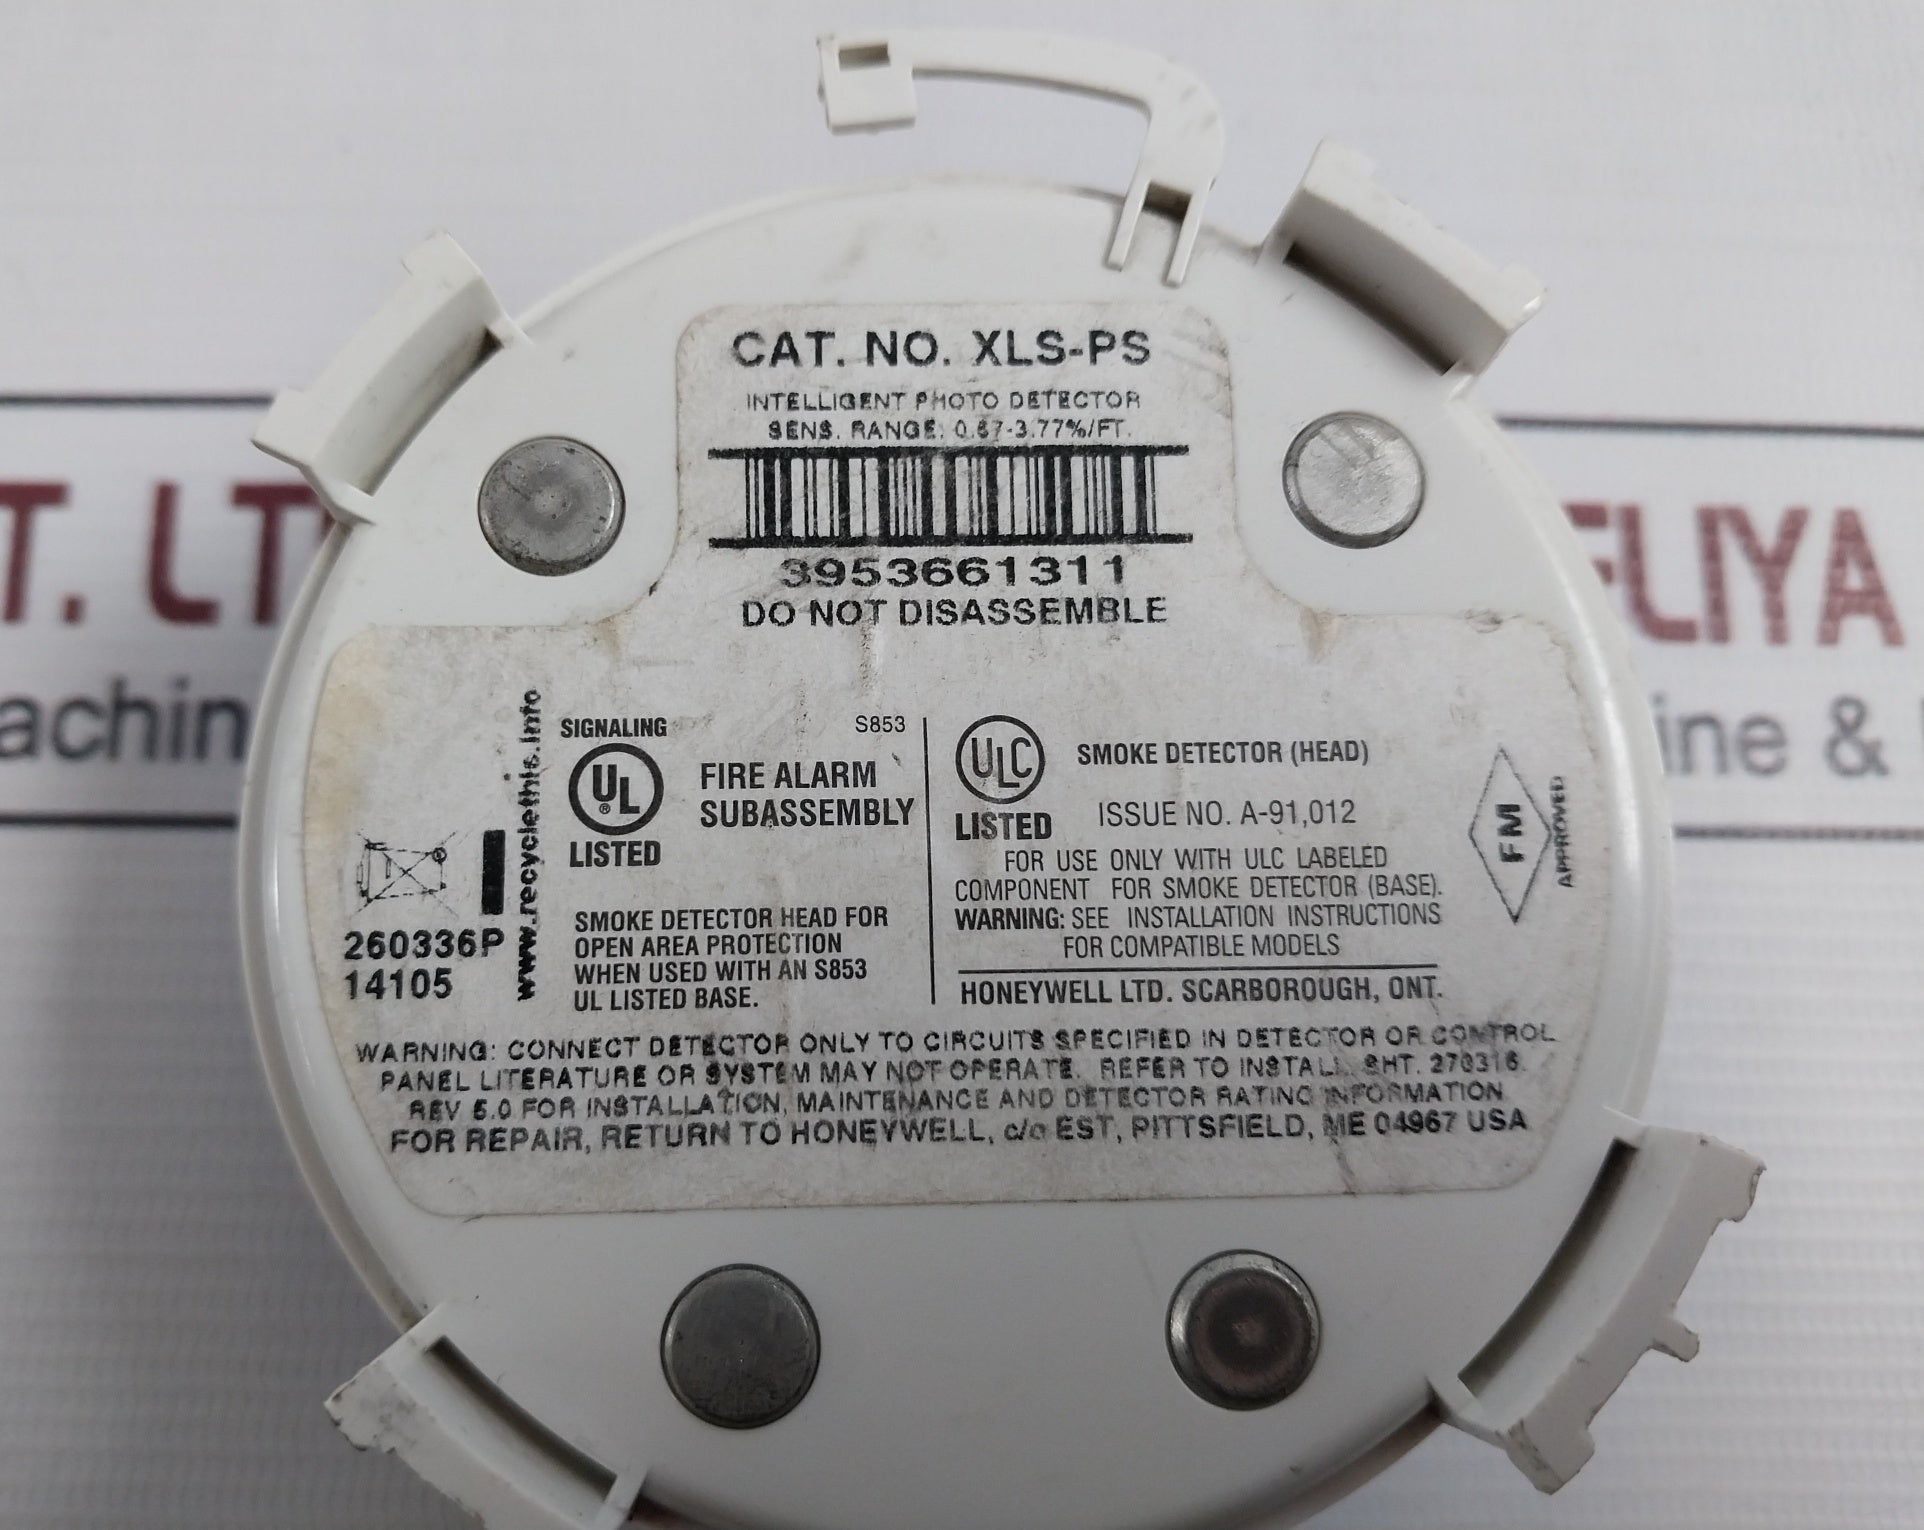 CAT. NO. XLS-PS
INTELLIGENT PHOTO DETECTOR
SENS. RANGE: 0.67-3.77%/FT.
3953661311
DO NOT DISASSEMBLE
www.recyclethis.info
260336P
14105
SIGNALING
S853
UL
®
LISTED
FIRE ALARM
SUBASSEMBLY
SMOKE DETECTOR HEAD FOR
OPEN AREA PROTECTION
WHEN USED WITH AN S853
UL LISTED BASE.
ULC
LISTED
SMOKE DETECTOR (HEAD)
ISSUE NO. A-91,012
FOR USE ONLY WITH ULC LABELED
COMPONENT FOR SMOKE DETECTOR (BASE).
WARNING: SEE INSTALLATION INSTRUCTIONS
FOR COMPATIBLE MODELS
HONEYWELL LTD. SCARBOROUGH, ONT.
FM
APPROVED
WARNING: CONNECT DETECTOR ONLY TO CIRCUITS SPECIFIED IN DETECTOR OR CONTROL
PANEL LITERATURE OR SYSTEM MAY NOT OPERATE. REFER TO INSTALL. SHT. 270316.
REV 5.0 FOR INSTALLATION, MAINTENANCE AND DETECTOR RATING INFORMATION
FOR REPAIR, RETURN TO HONEYWELL, c/o EST, PITTSFIELD, ME 04967 USA
T. LT
FLIYA
achin
ine &